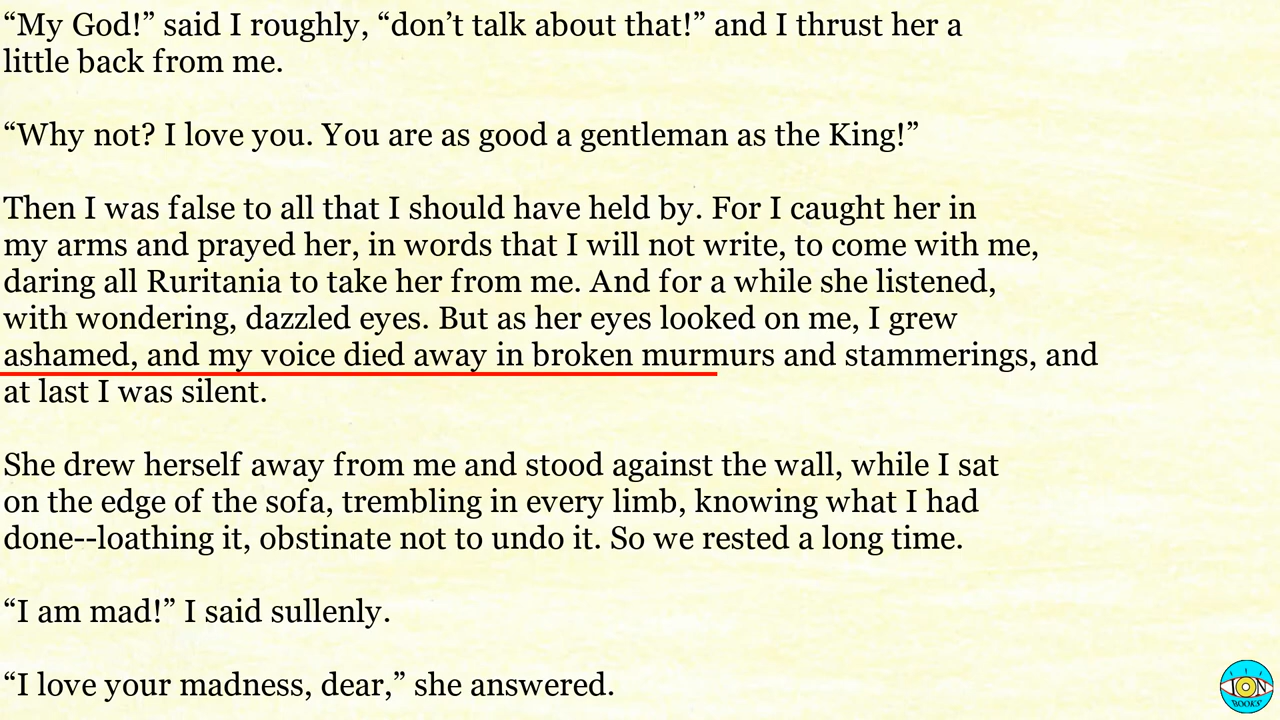 “My God!” said I roughly, “don’t talk about that!” and I thrust her a
little back from me.
“Why not? I love you. You are as good a gentleman as the King!”
Then I was false to all that I should have held by. For I caught her in
my arms and prayed her, in words that I will not write, to come with me,
daring all Ruritania to take her from me. And for a while she listened,
with wondering, dazzled eyes. But as her eyes looked on me, I grew
ashamed, and my voice died away in broken murmurs and stammerings, and
at last I was silent.
She drew herself away from me and stood against the wall, while I sat
on the edge of the sofa, trembling in every limb, knowing what I had
done--loathing it, obstinate not to undo it. So we rested a long time.
“I am mad!” I said sullenly.
“I love your madness, dear,” she answered.
ION
BOOKS